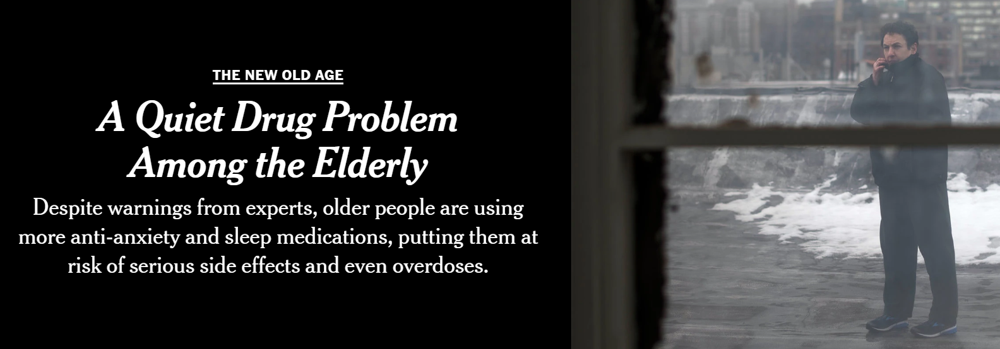 THE NEW OLD AGE
A Quiet Drug Problem
Among the Elderly
Despite warnings from experts, older people are using
more anti-anxiety and sleep medications, putting them at
risk of serious side effects and even overdoses.